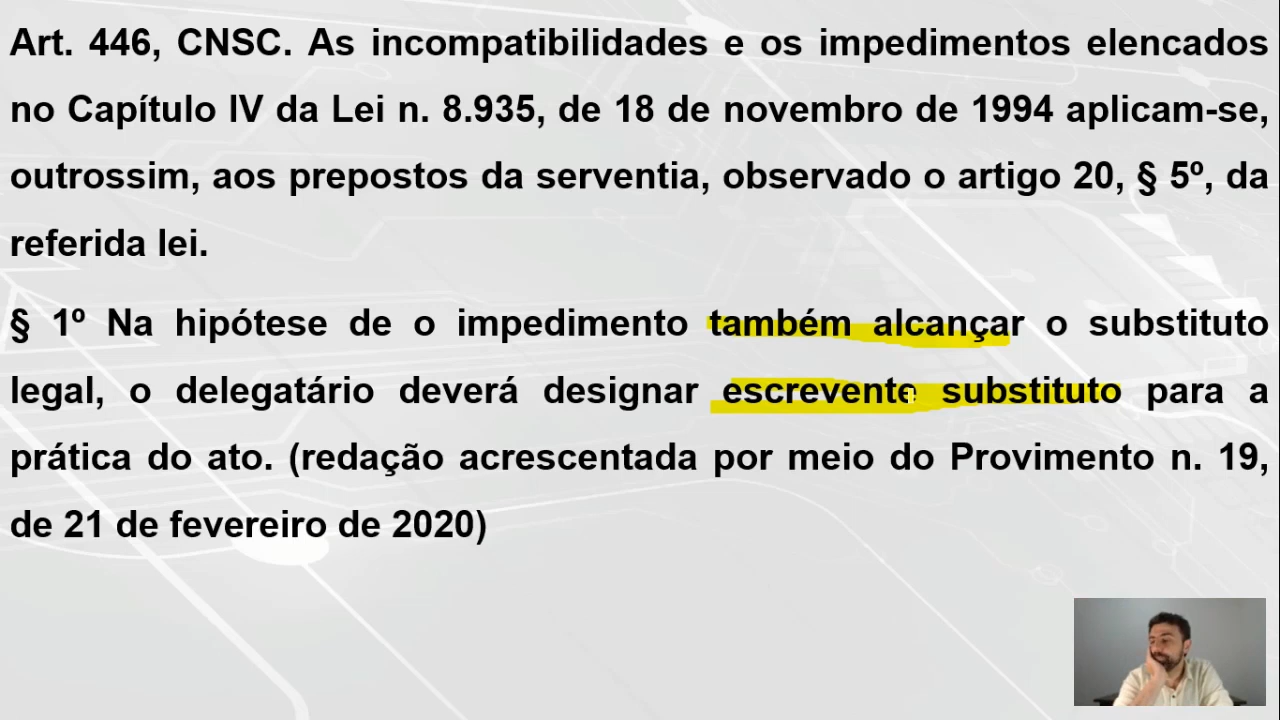 Art. 446, CNSC. As incompatibilidades e os impedimentos elencados
no Capítulo IV da Lei n. 8.935, de 18 de novembro de 1994 aplicam-se,
outrossim, aos prepostos da serventia, observado o artigo 20, § 5º, da
referida lei.
§ 1º Na hipótese de o impedimento também alcançar o substituto
legal, o delegatário deverá designar escrevente substituto para a
prática do ato. (redação acrescentada por meio do Provimento n. 19,
de 21 de fevereiro de 2020)